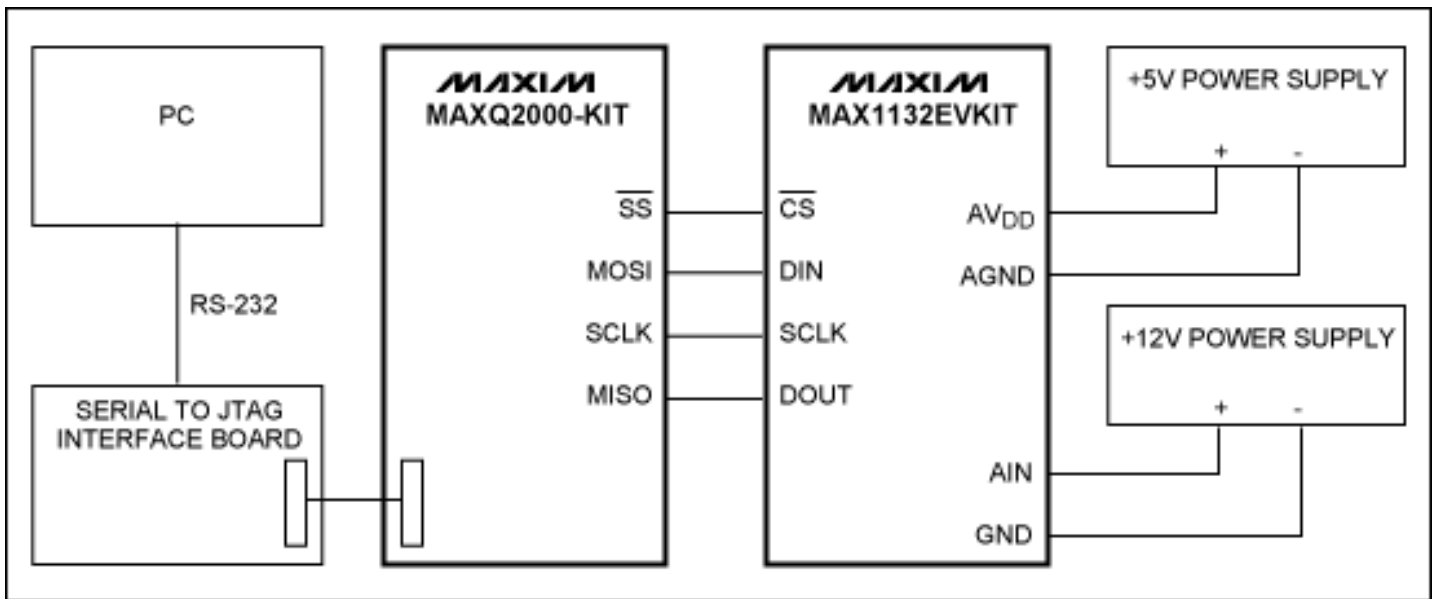 PC
RS-232
SERIAL TO JTAG
INTERFACE BOARD
MAXIM
MAXQ2000-KIT
SS
MOSI
SCLK
MISO
MAXIM
MAX1132EVKIT
CS
DIN
SCLK
DOUT
AVDD
AGND
AIN
GND
+5V POWER SUPPLY
+ -
+12V POWER SUPPLY
+ -